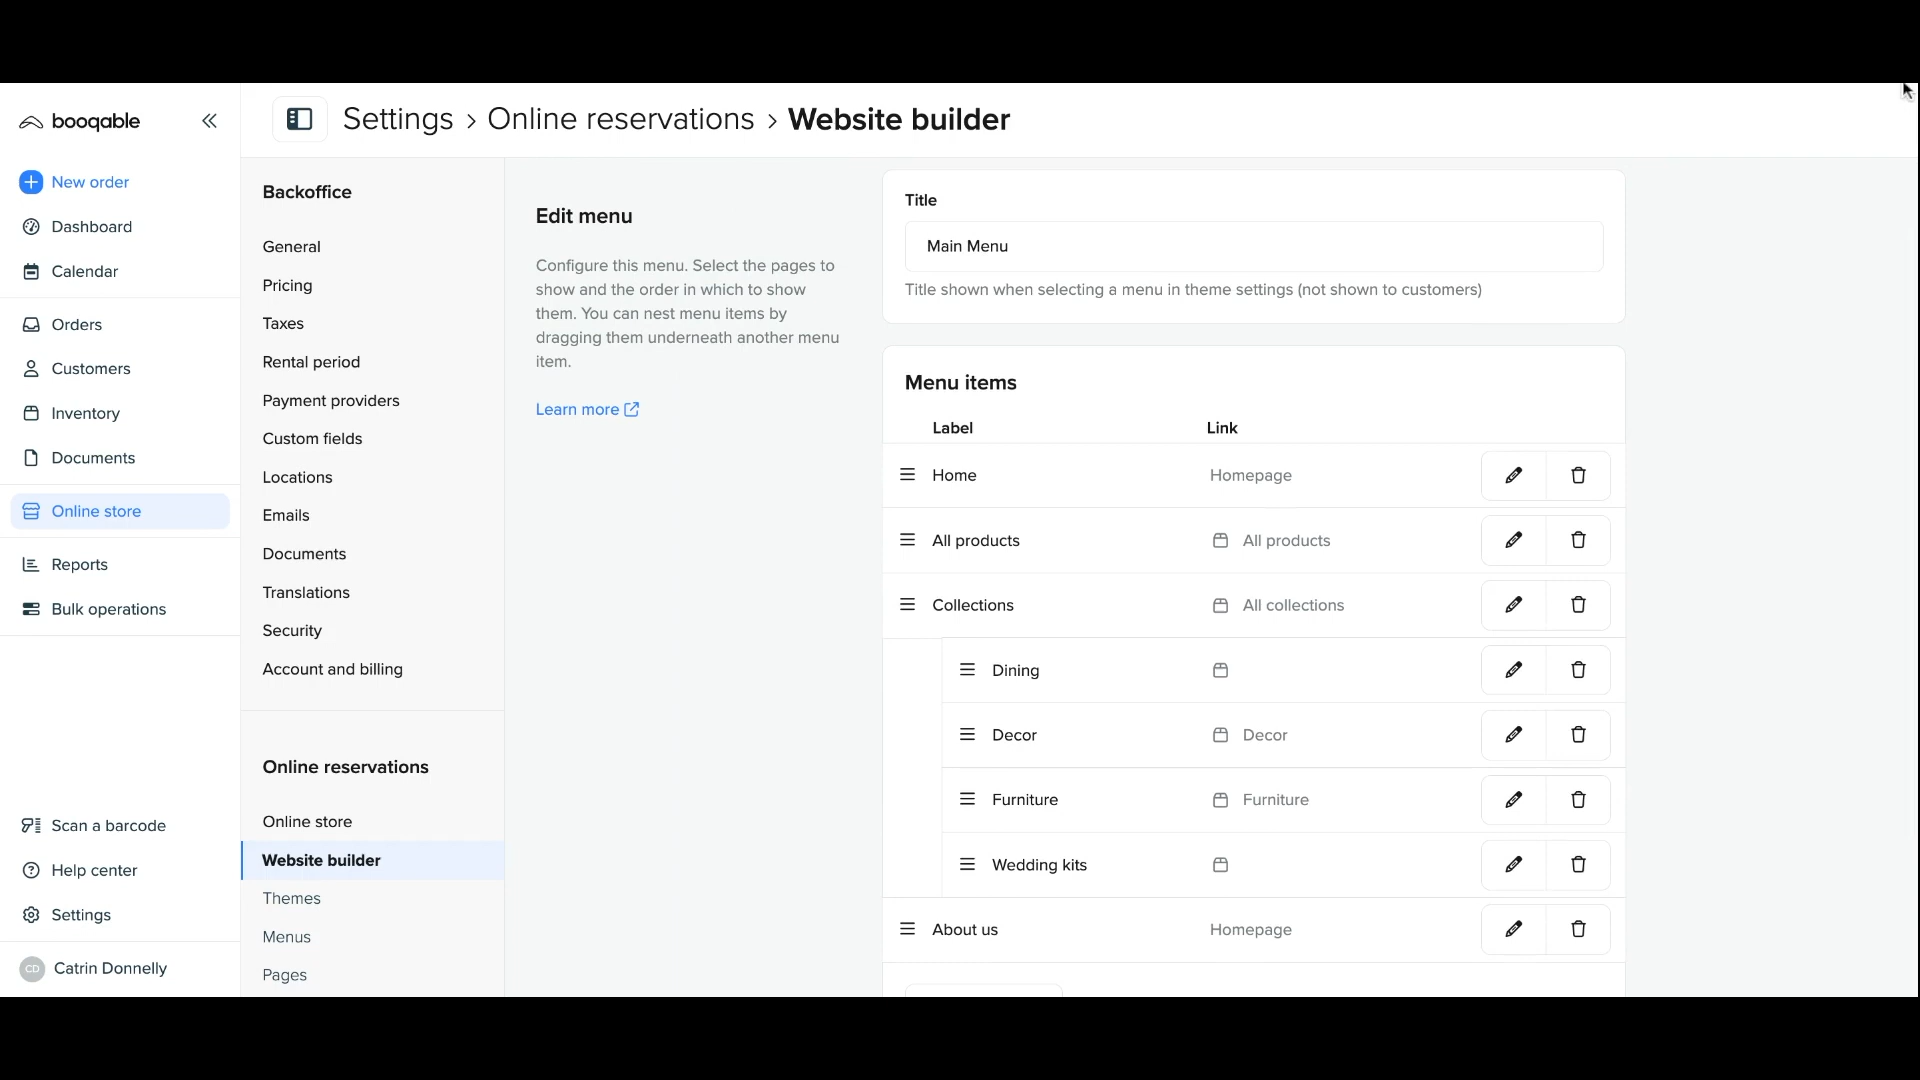 booqable
New order
Dashboard
Calendar
Orders
Customers
Inventory
Documents
Online store
Reports
Bulk operations
Scan a barcode
Help center
Settings
CD Catrin Donnelly
Settings > Online reservations > Website builder
Backoffice
General
Pricing
Taxes
Rental period
Payment providers
Custom fields
Locations
Emails
Documents
Translations
Security
Account and billing
Online reservations
Online store
Website builder
Themes
Menus
Pages
Edit menu
Configure this menu. Select the pages to
show and the order in which to show
them. You can nest menu items by
dragging them underneath another menu
item.
Learn more
Title
Main Menu
Title shown when selecting a menu in theme settings (not shown to customers)
Menu items
Label Link
Home Homepage
All products All products
Collections All collections
Dining
Decor Decor
Furniture Furniture
Wedding kits
About us Homepage